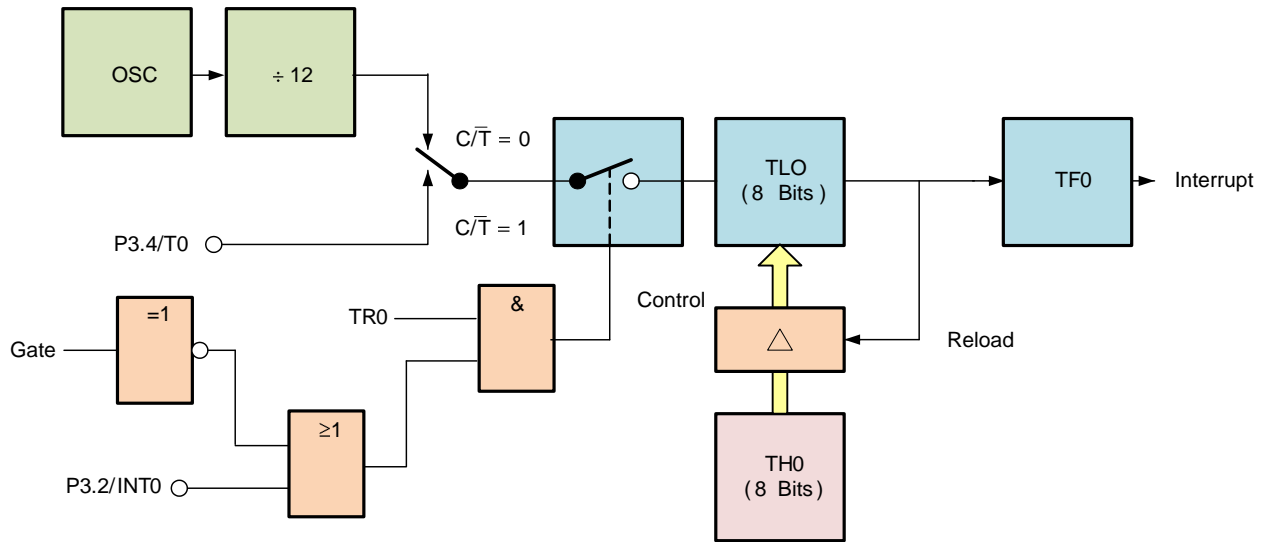 OSC
÷ 12
C/T̅ = 0
TLO
( 8 Bits )
TF0
Interrupt
C/T̅ = 1
P3.4/T0
Control
=1
TR0
&
Gate
△
Reload
≥1
P3.2/INT0
TH0
( 8 Bits )